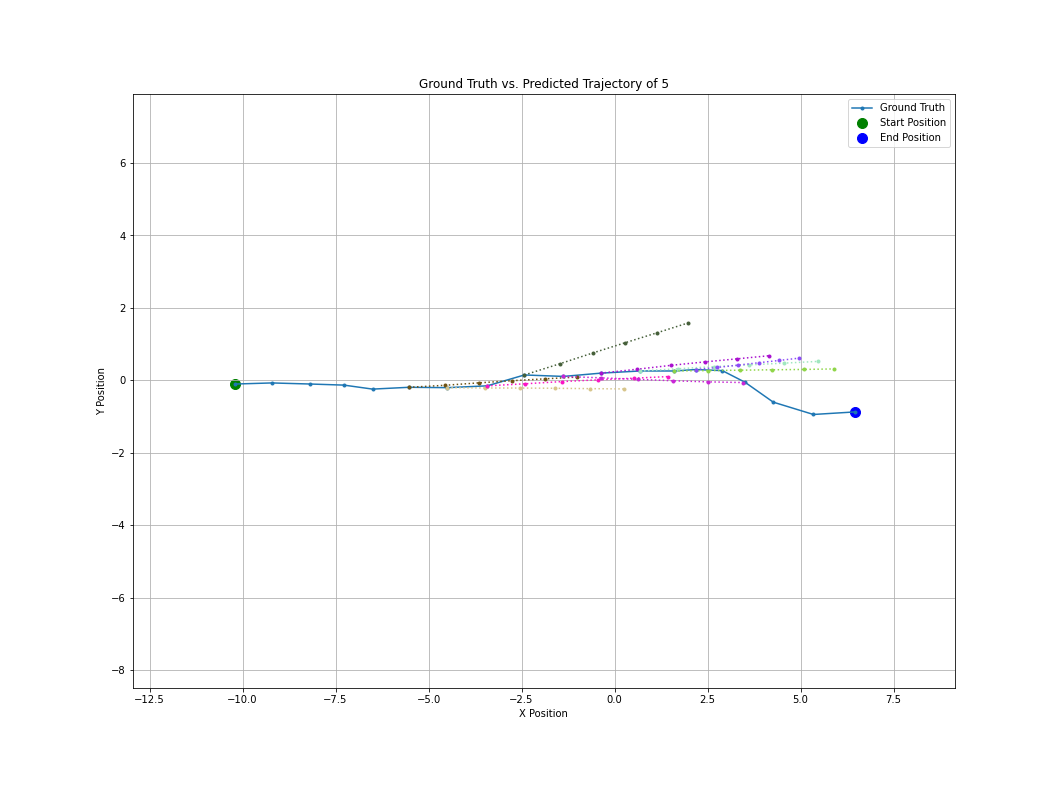 Ground Truth vs. Predicted Trajectory of 5
Ground Truth
Start Position
End Position
6
4
2
0
−2
−4
−6
−8
Y Position
−12.5 −10.0 −7.5 −5.0 −2.5 0.0 2.5 5.0 7.5
X Position